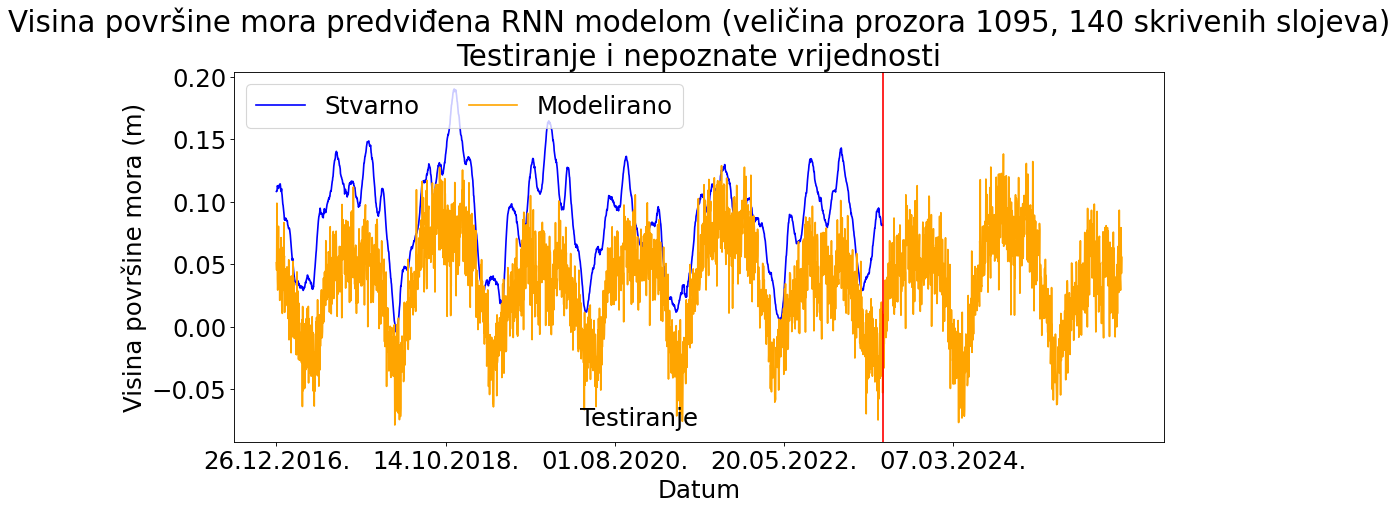 Visina površine mora predviđena RNN modelom (veličina prozora 1095, 140 skrivenih slojeva)
Testiranje i nepoznate vrijednosti
Stvarno
Modelirano
Visina površine mora (m)
0.20
0.15
0.10
0.05
0.00
−0.05
Testiranje
26.12.2016.
14.10.2018.
01.08.2020.
20.05.2022.
07.03.2024.
Datum